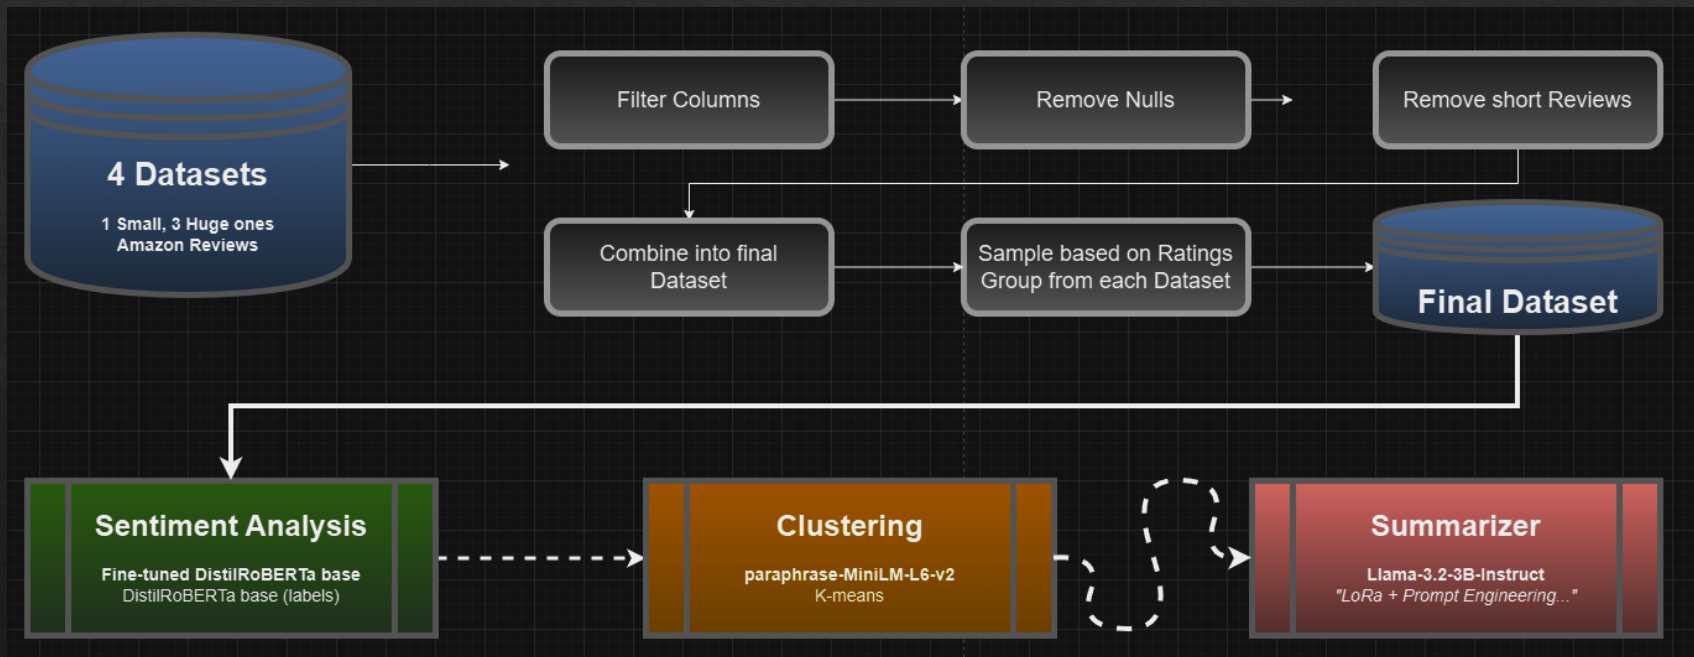 4 Datasets
1 Small, 3 Huge ones
Amazon Reviews
Filter Columns
Remove Nulls
Remove short Reviews
Combine into final
Dataset
Sample based on Ratings
Group from each Dataset
Final Dataset
Sentiment Analysis
Fine-tuned DistilRoBERTa base
DistilRoBERTa base (labels)
Clustering
paraphrase-MiniLM-L6-v2
K-means
Summarizer
Llama-3.2-3B-Instruct
"LoRa + Prompt Engineering..."